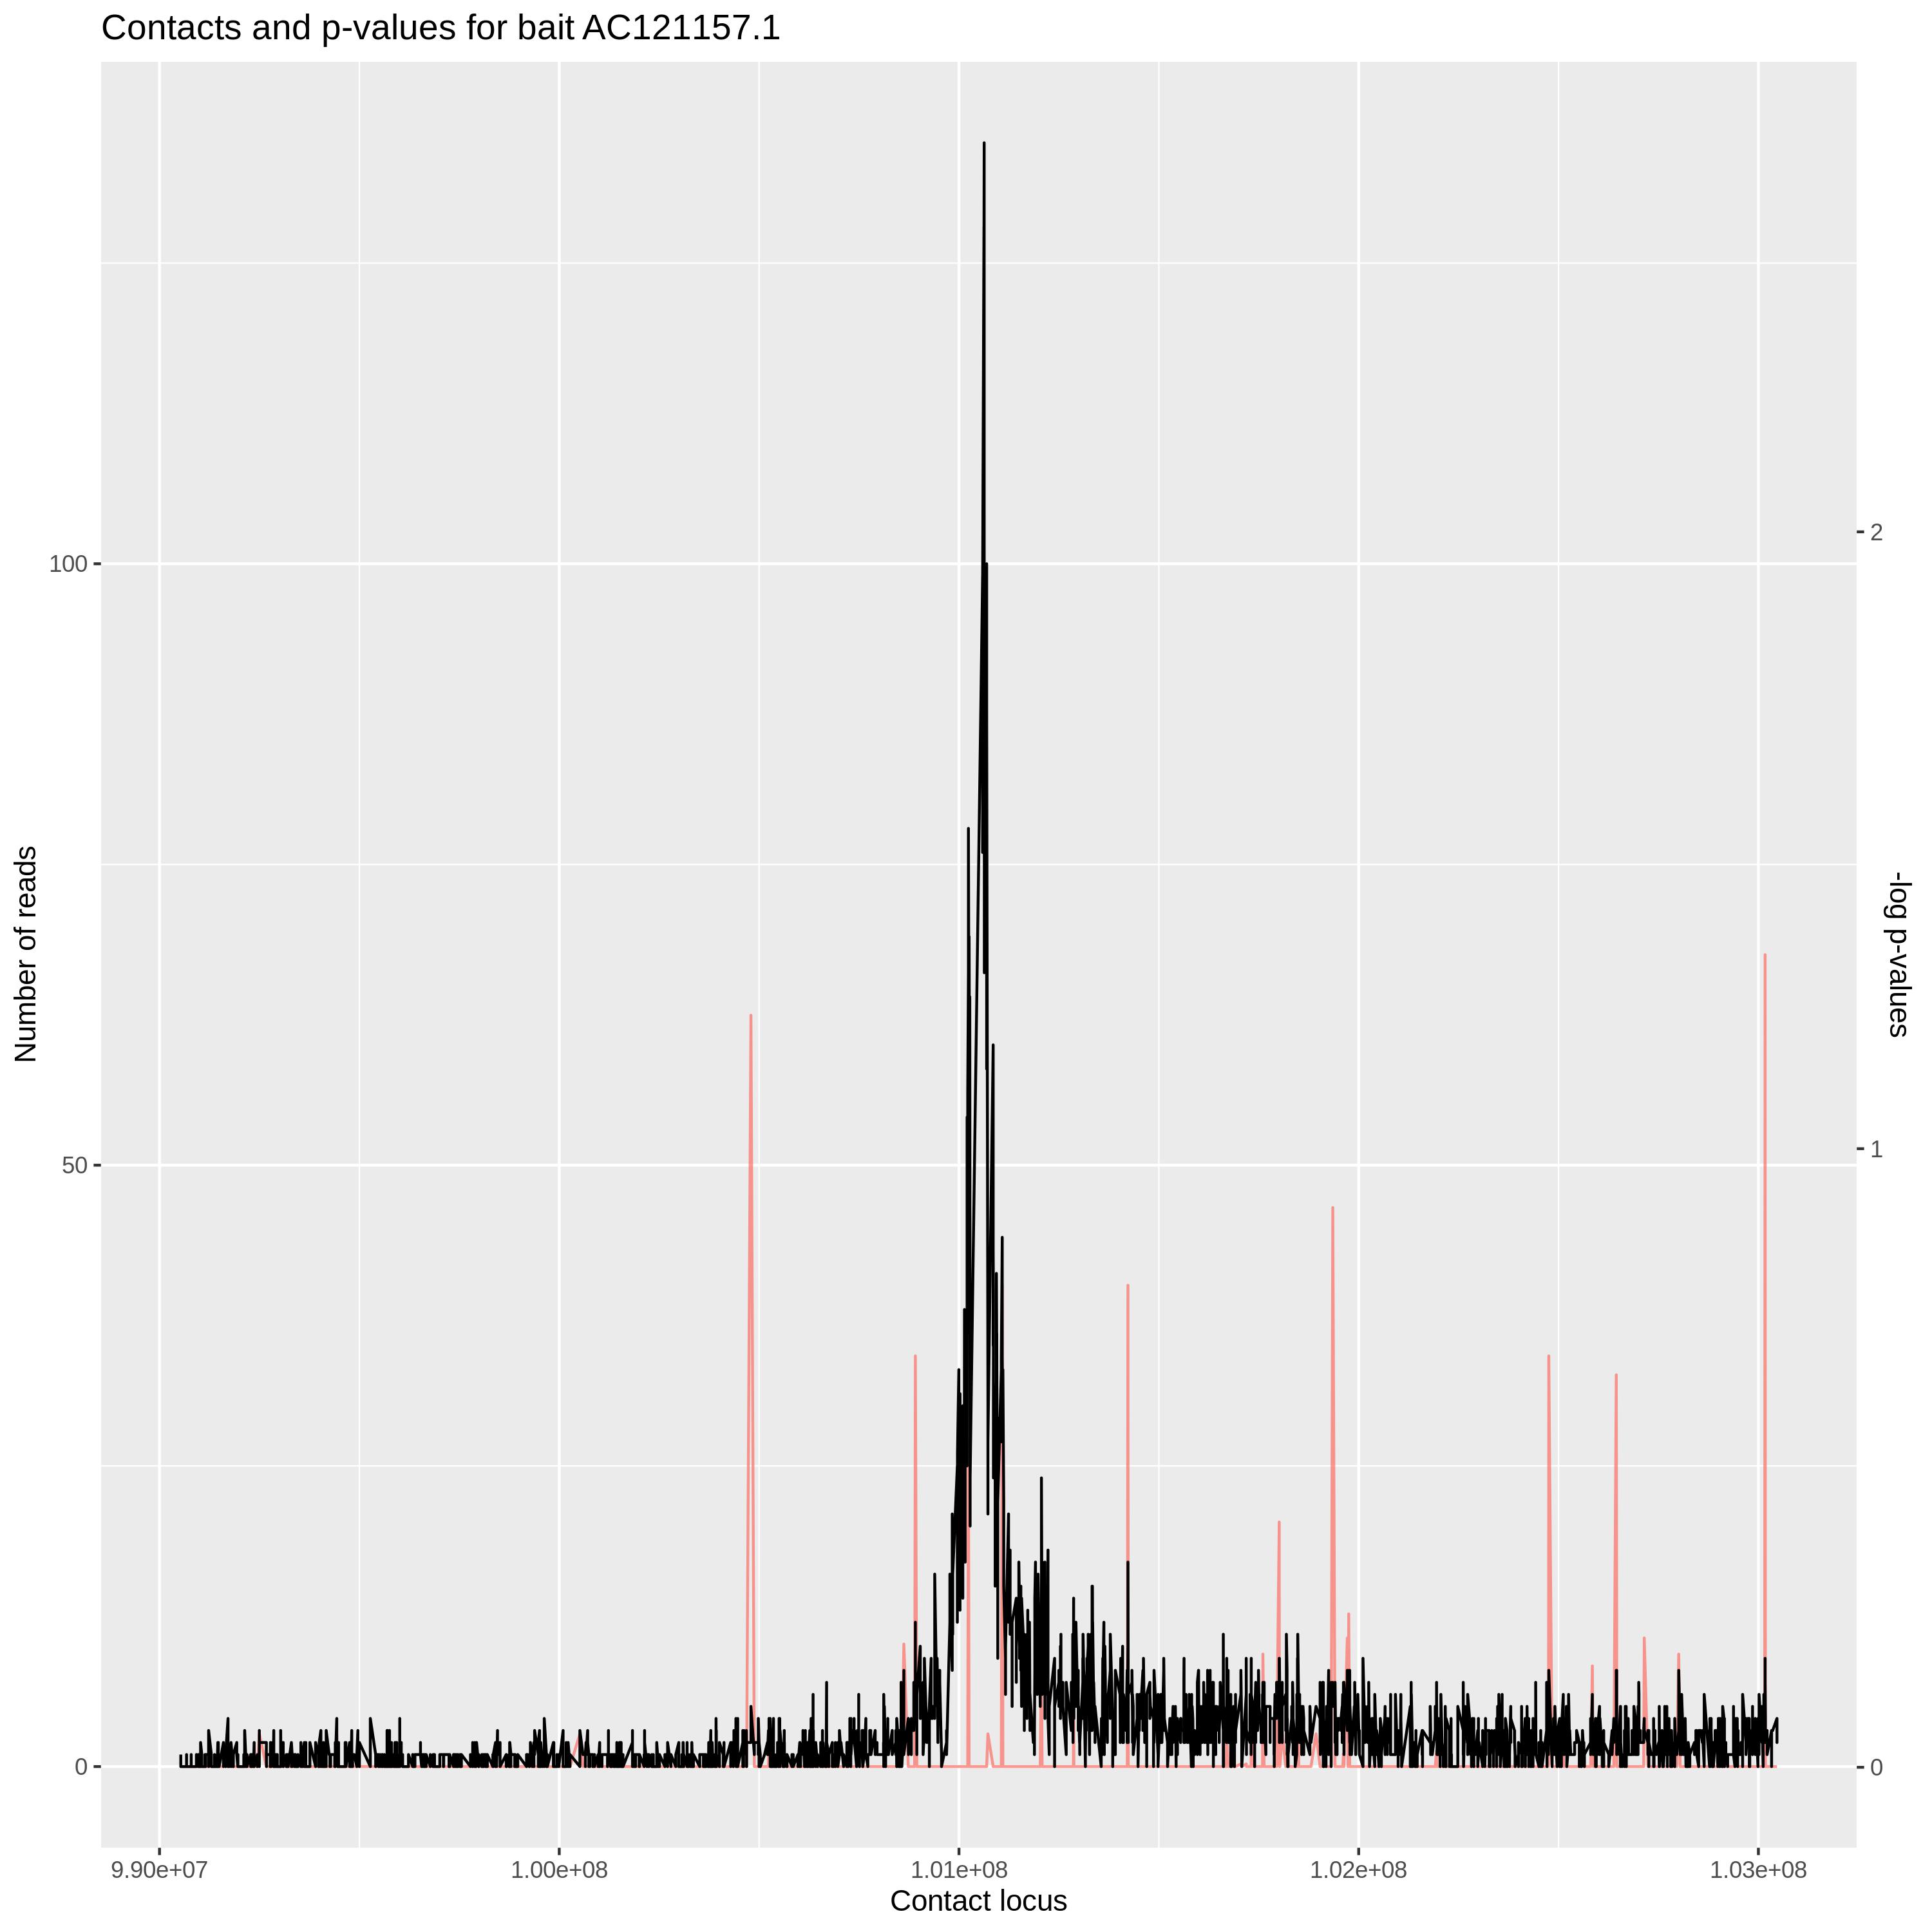 Contacts and p-values for bait AC121157.1
100
50
0
Number of reads
2
1
0
-log p-values
9.90e+07
1.00e+08
1.01e+08
1.02e+08
1.03e+08
Contact locus